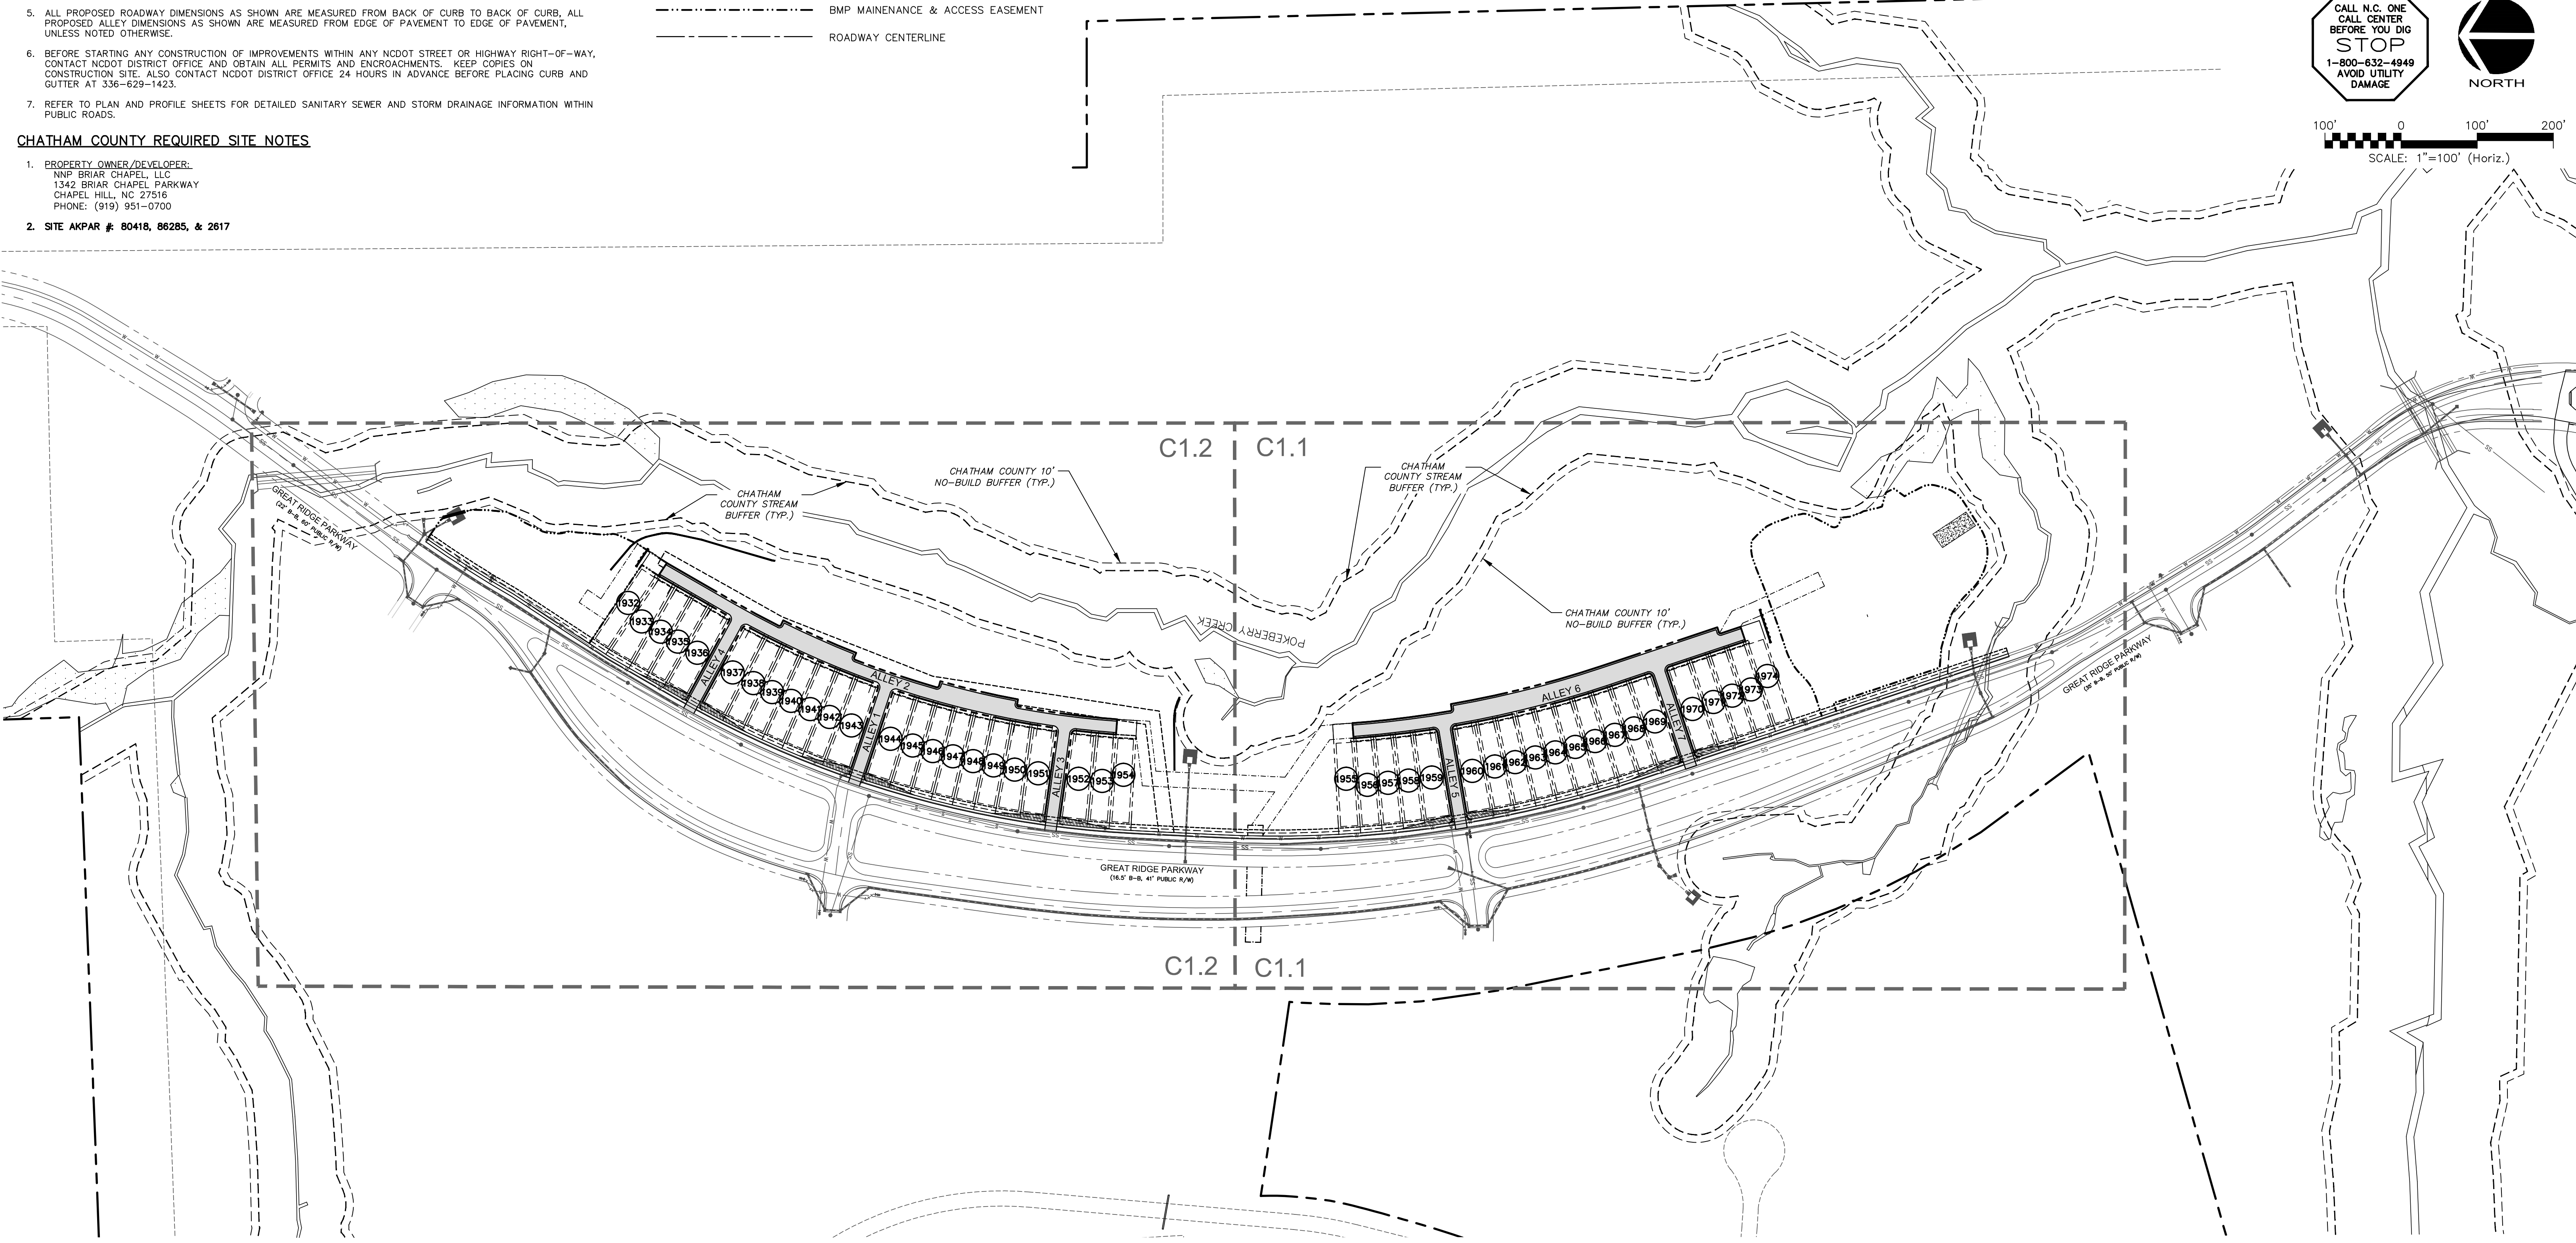 5. ALL PROPOSED ROADWAY DIMENSIONS AS SHOWN ARE MEASURED FROM BACK OF CURB TO BACK OF CURB, ALL
PROPOSED ALLEY DIMENSIONS AS SHOWN ARE MEASURED FROM EDGE OF PAVEMENT TO EDGE OF PAVEMENT,
UNLESS NOTED OTHERWISE.
6. BEFORE STARTING ANY CONSTRUCTION OF IMPROVEMENTS WITHIN ANY NCDOT STREET OR HIGHWAY RIGHT-OF-WAY,
CONTACT NCDOT DISTRICT OFFICE AND OBTAIN ALL PERMITS AND ENCROACHMENTS. KEEP COPIES ON
CONSTRUCTION SITE. ALSO CONTACT NCDOT DISTRICT OFFICE 24 HOURS IN ADVANCE BEFORE PLACING CURB AND
GUTTER AT 336-629-1423.
7. REFER TO PLAN AND PROFILE SHEETS FOR DETAILED SANITARY SEWER AND STORM DRAINAGE INFORMATION WITHIN
PUBLIC ROADS.
CHATHAM COUNTY REQUIRED SITE NOTES
1. PROPERTY OWNER/DEVELOPER:
NNP BRIAR CHAPEL, LLC
1342 BRIAR CHAPEL PARKWAY
CHAPEL HILL, NC 27516
PHONE: (919) 951-0700
2. SITE AKPAR #: 80418, 86285, & 2617
BMP MAINENANCE & ACCESS EASEMENT
ROADWAY CENTERLINE
CALL N.C. ONE
CALL CENTER
BEFORE YOU DIG
STOP
1-800-632-4949
AVOID UTILITY
DAMAGE
NORTH
100' 0 100' 200'
SCALE: 1"=100' (Horiz.)
C1.2
C1.1
CHATHAM COUNTY 10'
NO-BUILD BUFFER (TYP.)
CHATHAM
COUNTY STREAM
BUFFER (TYP.)
CHATHAM
COUNTY STREAM
BUFFER (TYP.)
CHATHAM COUNTY 10'
NO-BUILD BUFFER (TYP.)
POKEBERRY CREEK
GREAT RIDGE PARKWAY
(22' B-B, 60' PUBLIC R/W)
1932
1933
1934
1935
1936
ALLEY 4
1937
1938
1939
1940
1941
1942
1943
ALLEY 1
ALLEY 2
1944
1945
1946
1947
1948
1949
1950
1951
ALLEY 3
1952
1953
1954
1955
1956
1957
1958
1959
ALLEY 5
ALLEY 6
1960
1961
1962
1963
1964
1965
1966
1967
1968
1969
ALLEY 7
1970
1971
1972
1973
1974
GREAT RIDGE PARKWAY
(16.5' B-B, 41' PUBLIC R/W)
GREAT RIDGE PARKWAY
C1.2
C1.1